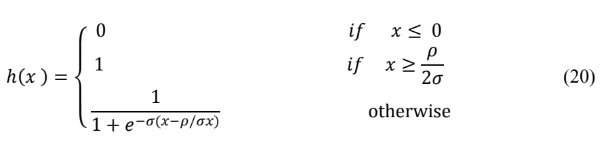 h(x) = { 0 if x ≤ 0
1 if x ≥ ρ/2σ
1/(1 + e^{−σ(x−ρ/σx)}) otherwise (20)